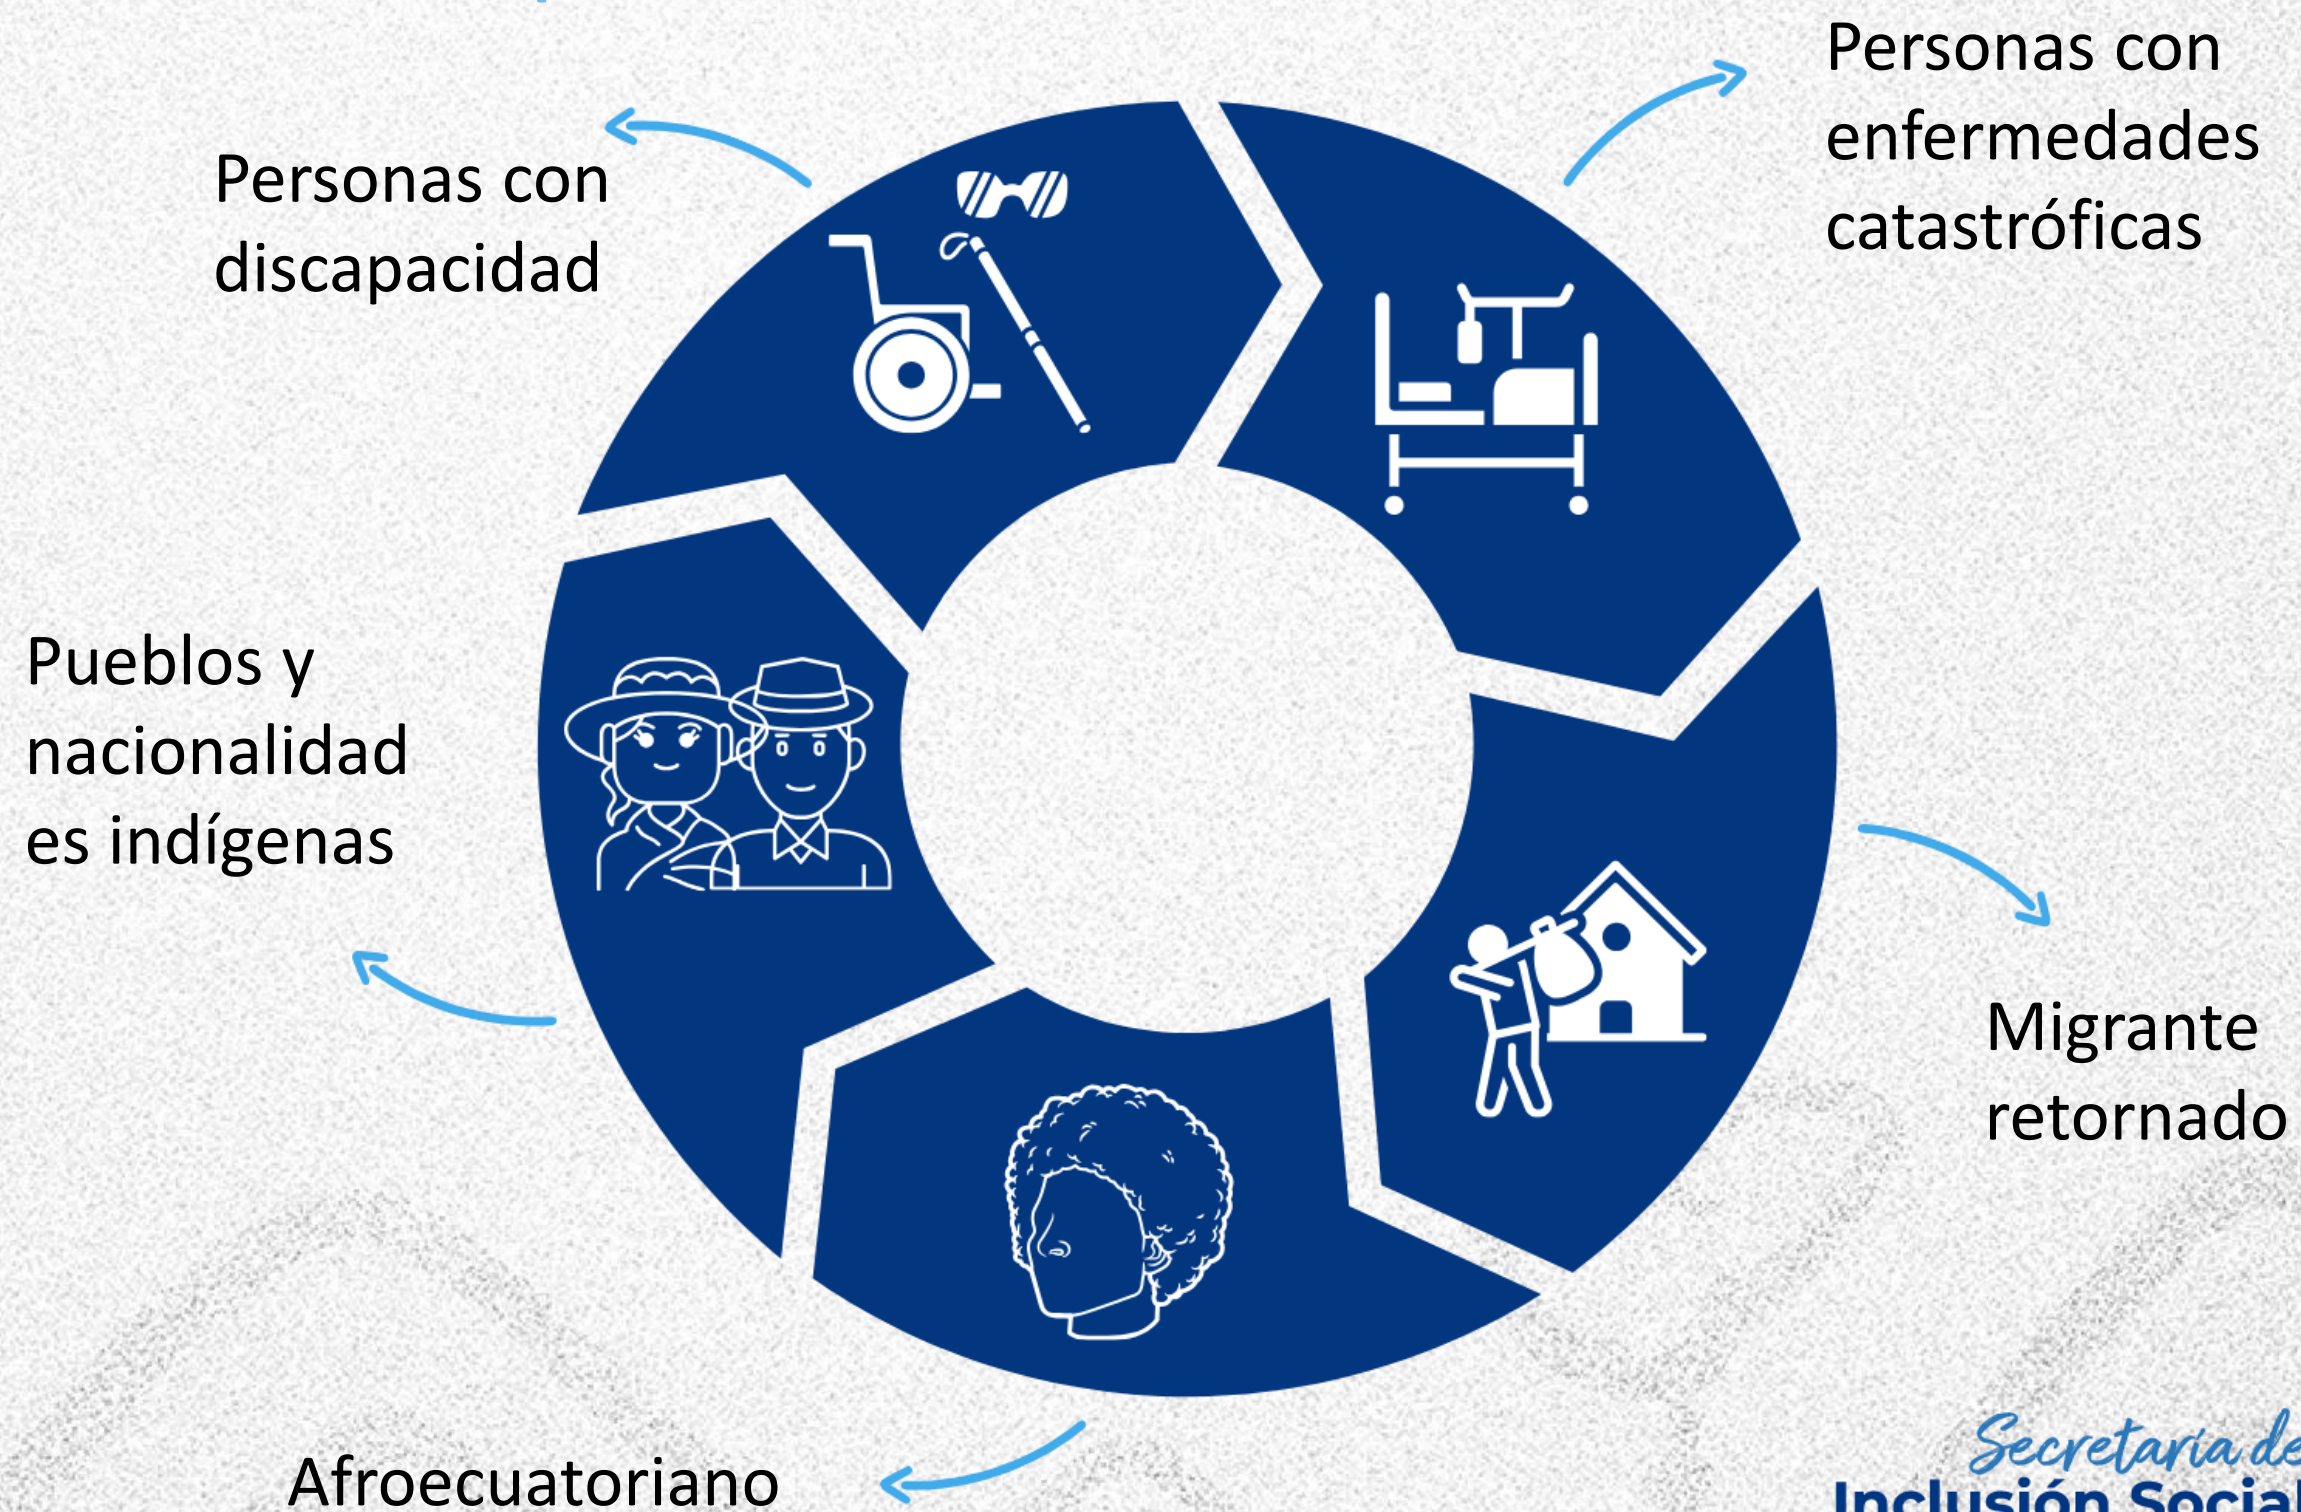 Personas con
enfermedades
catastróficas
Personas con
discapacidad
Pueblos y
nacionalidad
es indígenas
Migrante
retornado
Afroecuatoriano
Secretaría de
Inclusión Social